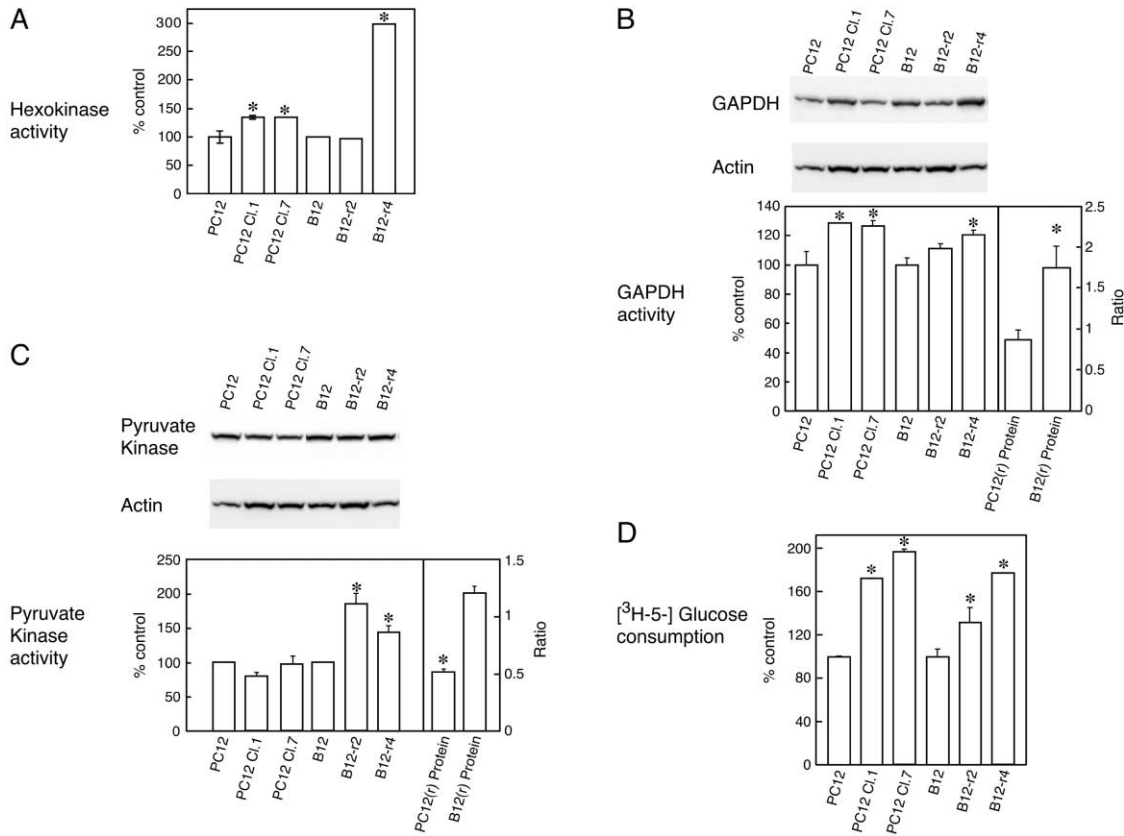 A
Hexokinase
activity
% control
300
250
200
150
100
50
0
*
*
*
PC12
PC12 Cl.1
PC12 Cl.7
B12
B12-r2
B12-r4
B
PC12
PC12 Cl.1
PC12 Cl.7
B12
B12-r2
B12-r4
GAPDH
Actin
GAPDH
activity
% control
140
120
100
80
60
40
20
0
*
*
*
*
2.5
2
1.5
1
0.5
0
Ratio
PC12
PC12 Cl.1
PC12 Cl.7
B12
B12-r2
B12-r4
PC12(r) Protein
B12(r) Protein
C
PC12
PC12 Cl.1
PC12 Cl.7
B12
B12-r2
B12-r4
Pyruvate
Kinase
Actin
Pyruvate
Kinase
activity
% control
250
200
150
100
50
0
*
*
*
1.5
1
0.5
0
Ratio
PC12
PC12 Cl.1
PC12 Cl.7
B12
B12-r2
B12-r4
PC12(r) Protein
B12(r) Protein
D
[³H-5-] Glucose
consumption
% control
200
160
120
80
40
0
*
*
*
*
PC12
PC12 Cl.1
PC12 Cl.7
B12
B12-r2
B12-r4